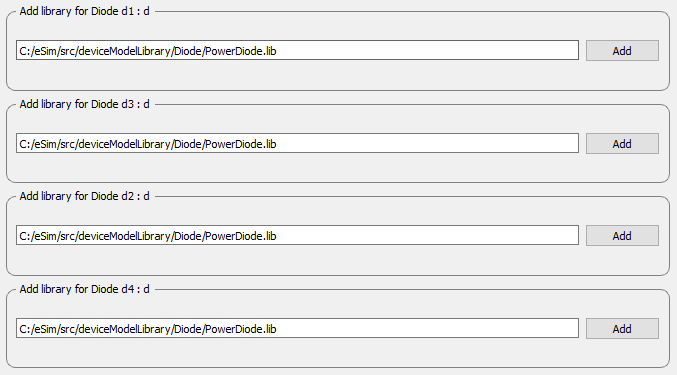 Add library for Diode d1 : d
C:/eSim/src/deviceModelLibrary/Diode/PowerDiode.lib Add
Add library for Diode d3 : d
C:/eSim/src/deviceModelLibrary/Diode/PowerDiode.lib Add
Add library for Diode d2 : d
C:/eSim/src/deviceModelLibrary/Diode/PowerDiode.lib Add
Add library for Diode d4 : d
C:/eSim/src/deviceModelLibrary/Diode/PowerDiode.lib Add